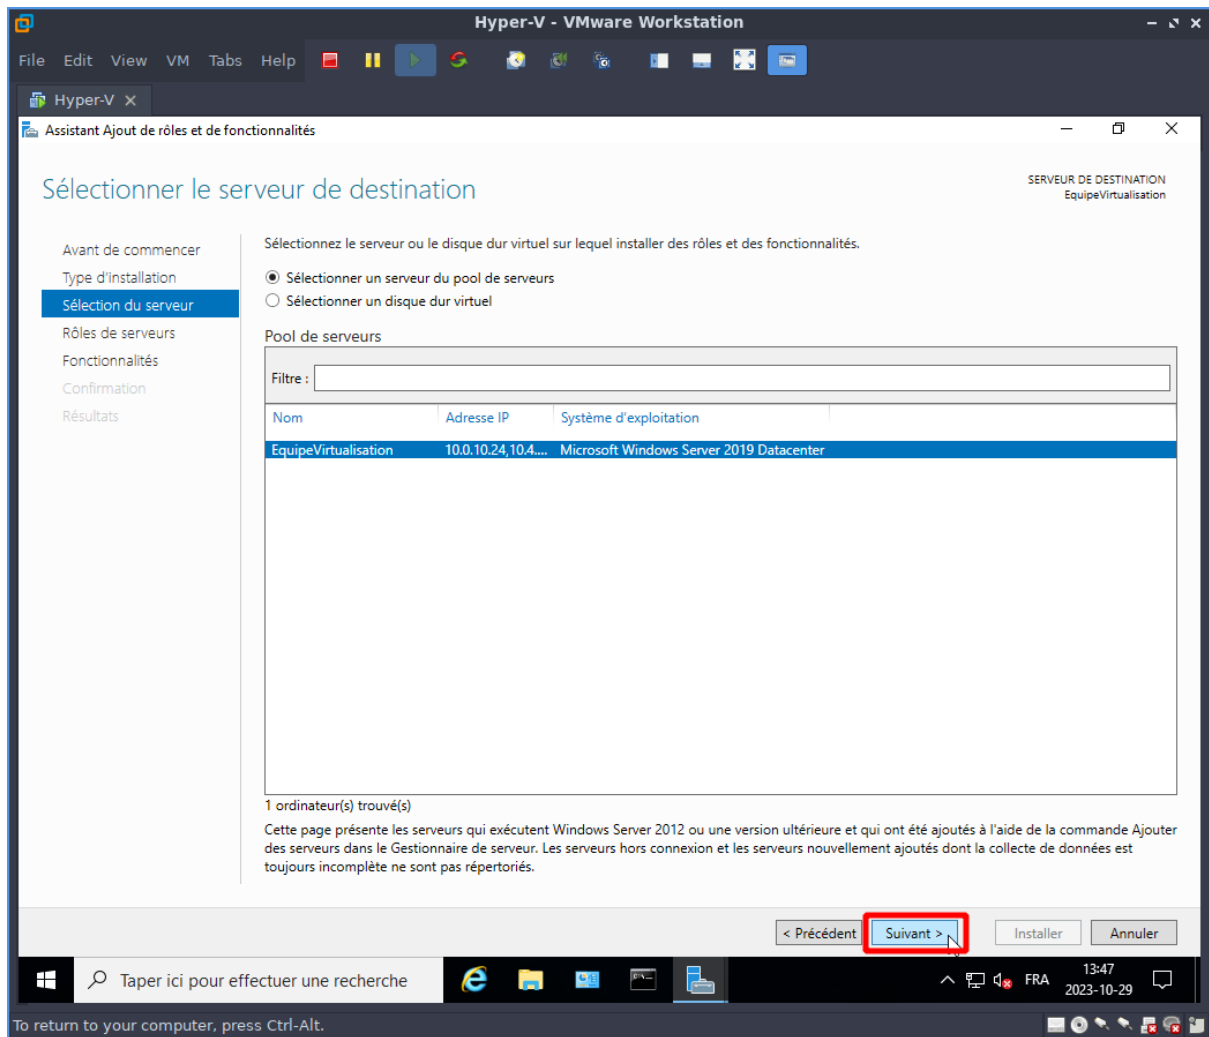 Hyper-V - VMware Workstation
File Edit View VM Tabs Help
Hyper-V
Assistant Ajout de rôles et de fonctionnalités
Sélectionner le serveur de destination
SERVEUR DE DESTINATION
EquipeVirtualisation
Avant de commencer
Type d'installation
Sélection du serveur
Rôles de serveurs
Fonctionnalités
Confirmation
Résultats
Sélectionnez le serveur ou le disque dur virtuel sur lequel installer des rôles et des fonctionnalités.
Sélectionner un serveur du pool de serveurs
Sélectionner un disque dur virtuel
Pool de serveurs
Filtre :
Nom Adresse IP Système d'exploitation
EquipeVirtualisation 10.0.10.24,10.4.... Microsoft Windows Server 2019 Datacenter
1 ordinateur(s) trouvé(s)
Cette page présente les serveurs qui exécutent Windows Server 2012 ou une version ultérieure et qui ont été ajoutés à l'aide de la commande Ajouter
des serveurs dans le Gestionnaire de serveur. Les serveurs hors connexion et les serveurs nouvellement ajoutés dont la collecte de données est
toujours incomplète ne sont pas répertoriés.
< Précédent Suivant > Installer Annuler
Taper ici pour effectuer une recherche
FRA
13:47
2023-10-29
To return to your computer, press Ctrl-Alt.